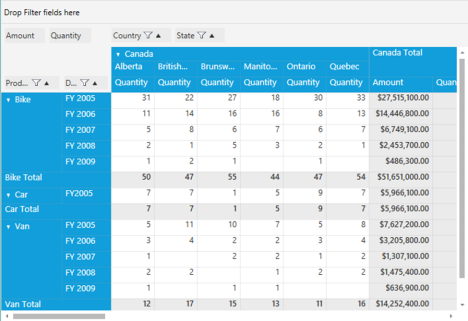 Drop Filter fields here
Amount Quantity Country State
Canada Canada Total
Alberta British... Brunsw... Manito... Ontario Quebec
Prod... D... Quantity Quantity Quantity Quantity Quantity Quantity Amount Quan
Bike FY 2005 31 22 27 18 30 33 $27,515,100.00
FY 2006 11 14 16 16 8 13 $14,446,800.00
FY 2007 5 8 6 7 6 7 $6,749,100.00
FY 2008 2 1 5 3 2 1 $2,453,700.00
FY 2009 1 2 1 1 $486,300.00
Bike Total 50 47 55 44 47 54 $51,651,000.00
Car FY2005 7 7 1 5 9 7 $5,966,100.00
Car Total 7 7 1 5 9 7 $5,966,100.00
Van FY 2005 5 11 10 7 5 8 $7,627,200.00
FY 2006 3 4 2 2 3 4 $3,205,800.00
FY 2007 1 2 2 1 2 $1,307,100.00
FY 2008 2 2 1 2 2 $1,475,400.00
FY 2009 1 1 1 $636,900.00
Van Total 12 17 15 13 11 16 $14,252,400.00